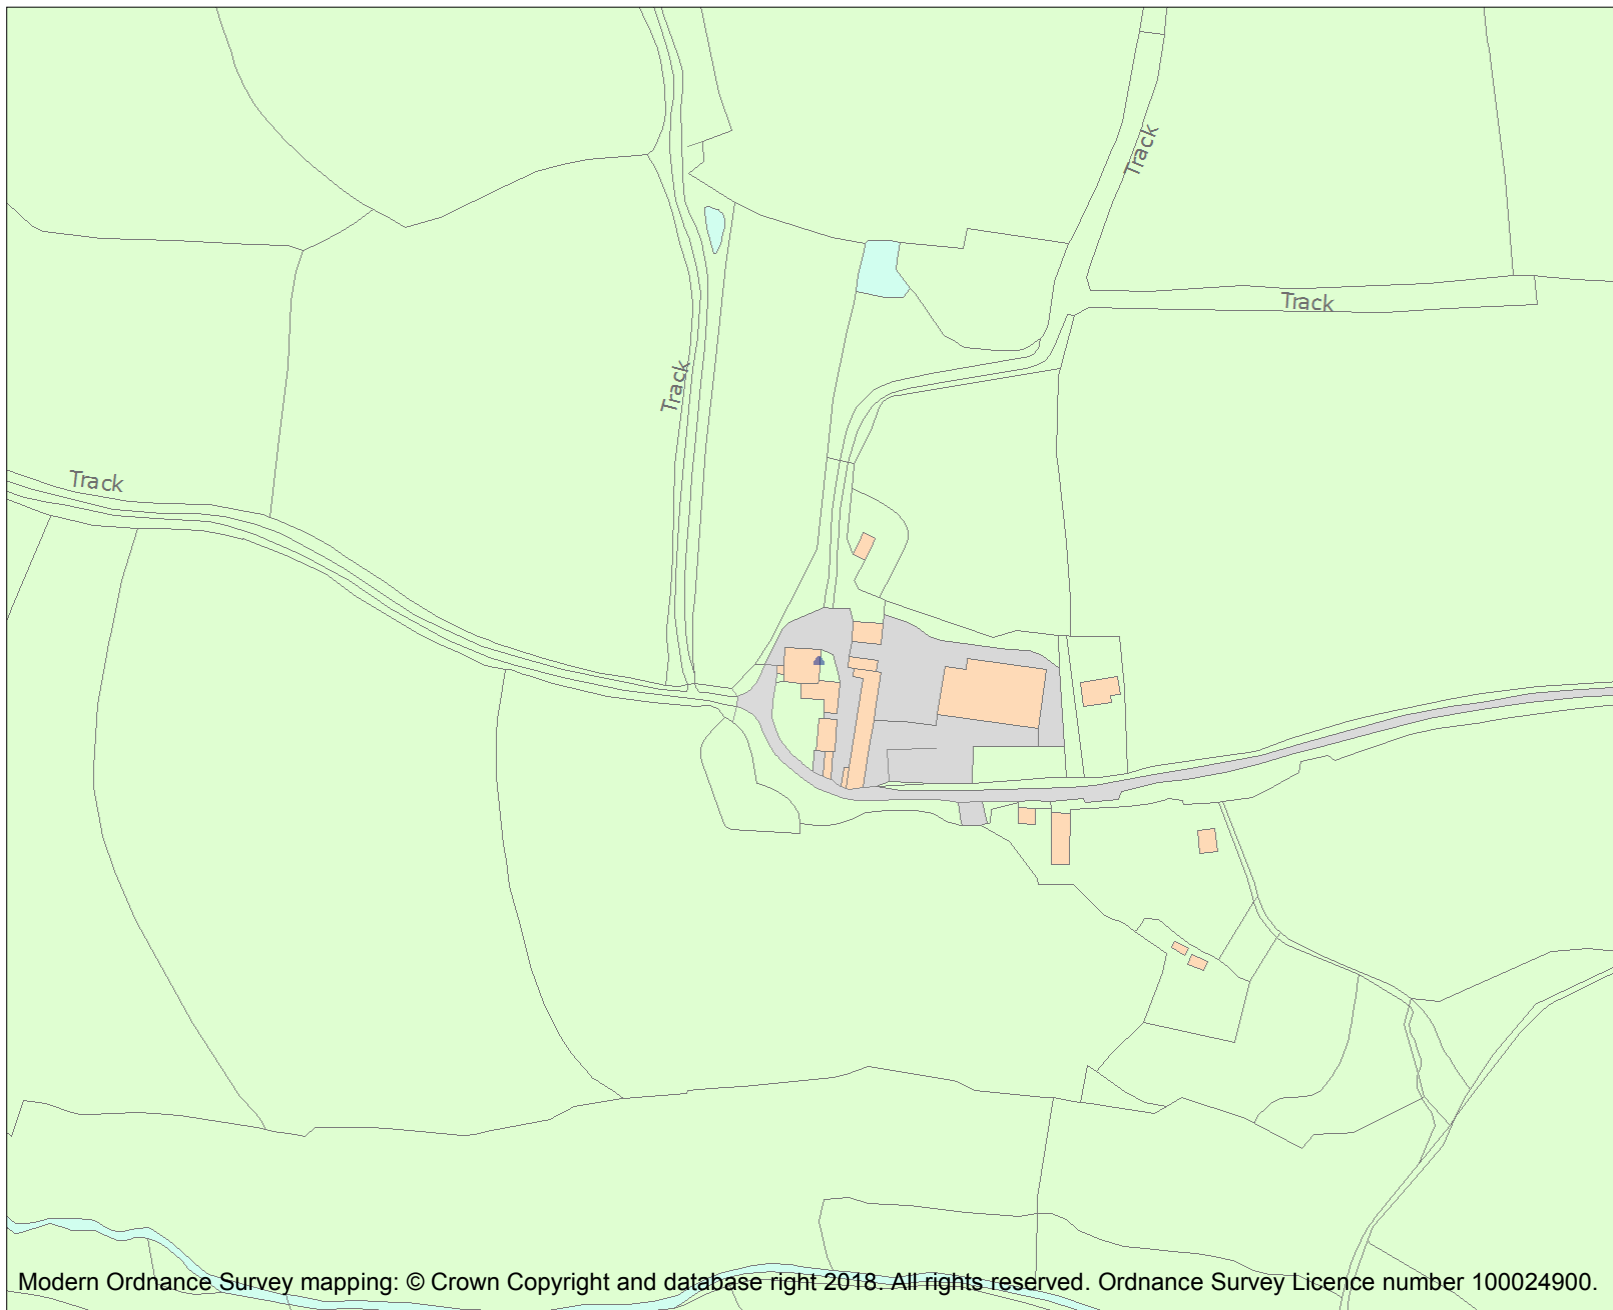 Track
Track
Track
Track
Modern Ordnance Survey mapping: © Crown Copyright and database right 2018. All rights reserved. Ordnance Survey Licence number 100024900.